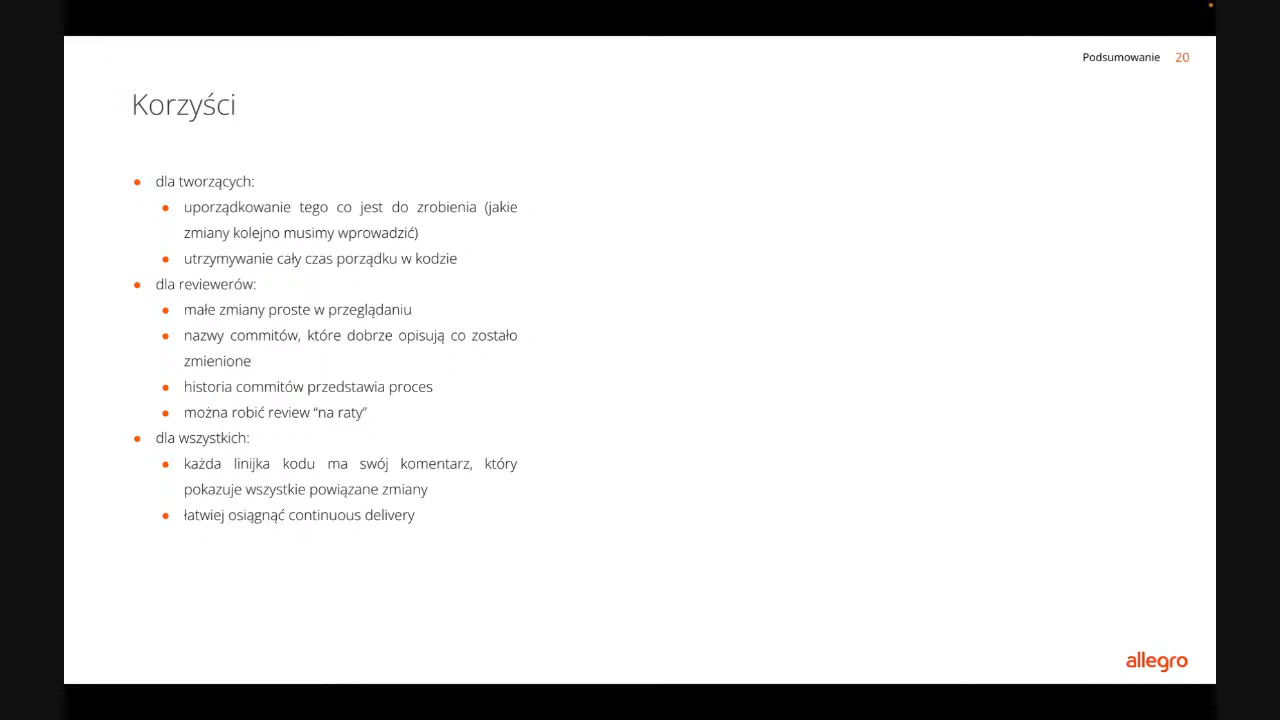 Podsumowanie 20
Korzyści
dla tworzących:
uporządkowanie tego co jest do zrobienia (jakie
zmiany kolejno musimy wprowadzić)
utrzymywanie cały czas porządku w kodzie
dla reviewerów:
małe zmiany proste w przeglądaniu
nazwy commitów, które dobrze opisują co zostało
zmienione
historia commitów przedstawia proces
można robić review “na raty”
dla wszystkich:
każda linijka kodu ma swój komentarz, który
pokazuje wszystkie powiązane zmiany
łatwiej osiągnąć continuous delivery
allegro